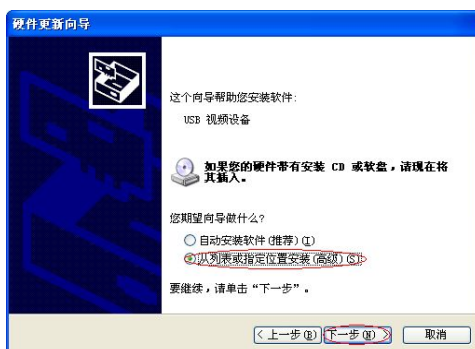 硬件更新向导
这个向导帮助您安装软件:
USB 视频设备
如果您的硬件带有安装 CD 或软盘，请现在将
其插入。
您期望向导做什么?
自动安装软件(推荐)(I)
从列表或指定位置安装(高级)(S)
要继续，请单击“下一步”。
<上一步(B) 下一步(N) > 取消